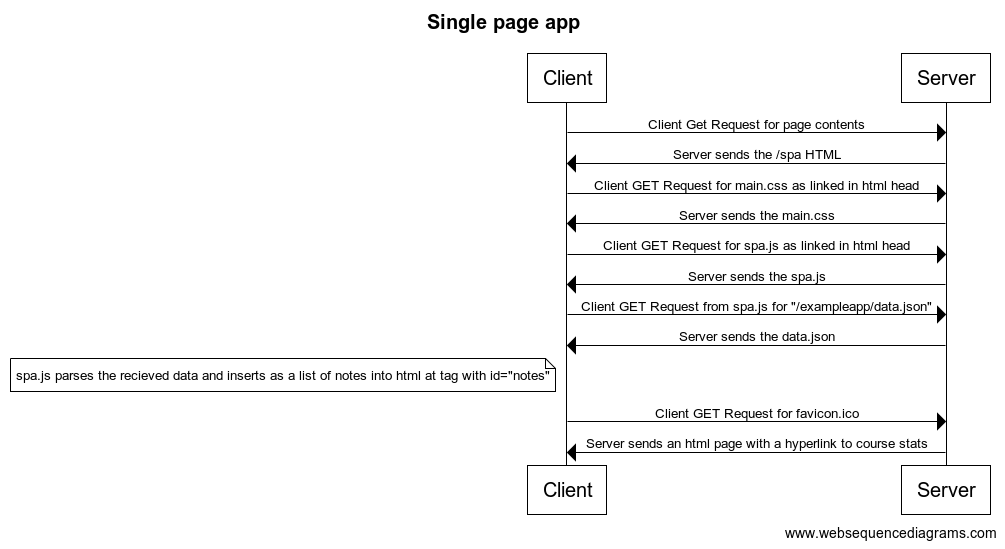 Single page app
Client
Server
Client Get Request for page contents
Server sends the /spa HTML
Client GET Request for main.css as linked in html head
Server sends the main.css
Client GET Request for spa.js as linked in html head
Server sends the spa.js
Client GET Request from spa.js for "/exampleapp/data.json"
Server sends the data.json
spa.js parses the recieved data and inserts as a list of notes into html at tag with id="notes"
Client GET Request for favicon.ico
Server sends an html page with a hyperlink to course stats
Client
Server
www.websequencediagrams.com